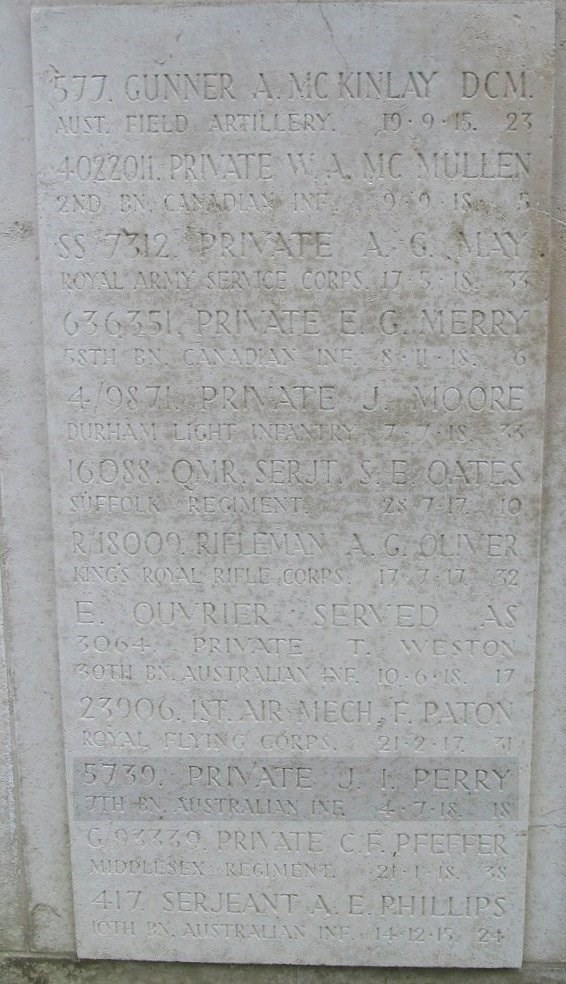 577. GUNNER A. MC KINLAY DCM.
AUST. FIELD ARTILLERY. 19·9·15. 23
4022011. PRIVATE W. A. MC MULLEN
2ND BN. CANADIAN INF. 9·9·18. 5
SS/7312. PRIVATE A. G. MAY
ROYAL ARMY SERVICE CORPS. 17·5·18. 33
636351. PRIVATE E. G. MERRY
58TH BN. CANADIAN INF. 8·11·18. 6
4/9871. PRIVATE J. MOORE
DURHAM LIGHT INFANTRY. 7·7·18. 33
16088. QMR. SERJT. S. E. OATES
SUFFOLK REGIMENT. 28·7·17. 10
R/18009. RIFLEMAN A. G. OLIVER
KING'S ROYAL RIFLE CORPS. 17·7·17. 32
E. OUVRIER SERVED AS
3064. PRIVATE T. WESTON
30TH BN. AUSTRALIAN INF. 10·6·18. 17
23906. 1ST. AIR MECH. F. PATON
ROYAL FLYING CORPS. 21·2·17. 31
5739. PRIVATE J. I. PERRY
7TH BN. AUSTRALIAN INF. 4·7·18. 18
G/93339. PRIVATE C. F. PFEFFER
MIDDLESEX REGIMENT. 21·1·18. 38
417. SERJEANT A. E. PHILLIPS
10TH BN. AUSTRALIAN INF. 14·12·15. 24